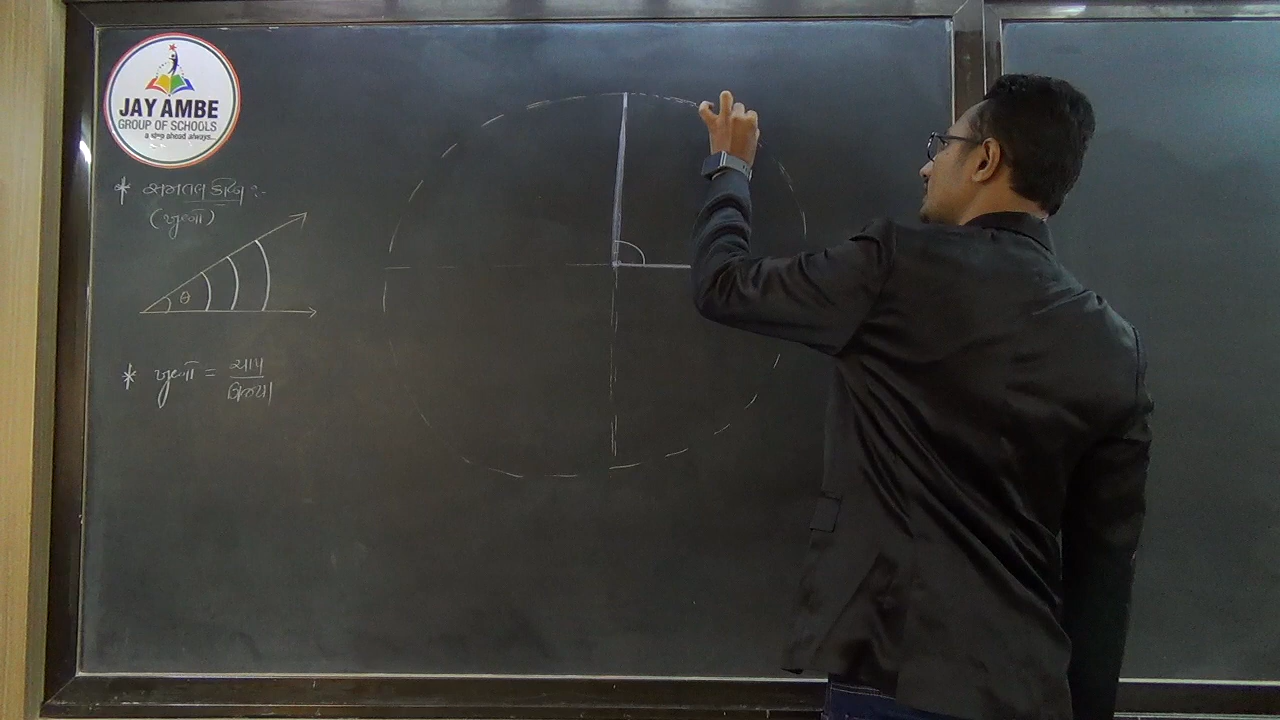 JAY AMBE
GROUP OF SCHOOLS
a step ahead always...
* સમતલ કોણ :-
(ખૂણો)
θ
* ખૂણો = ચાપ
ત્રિજ્યા